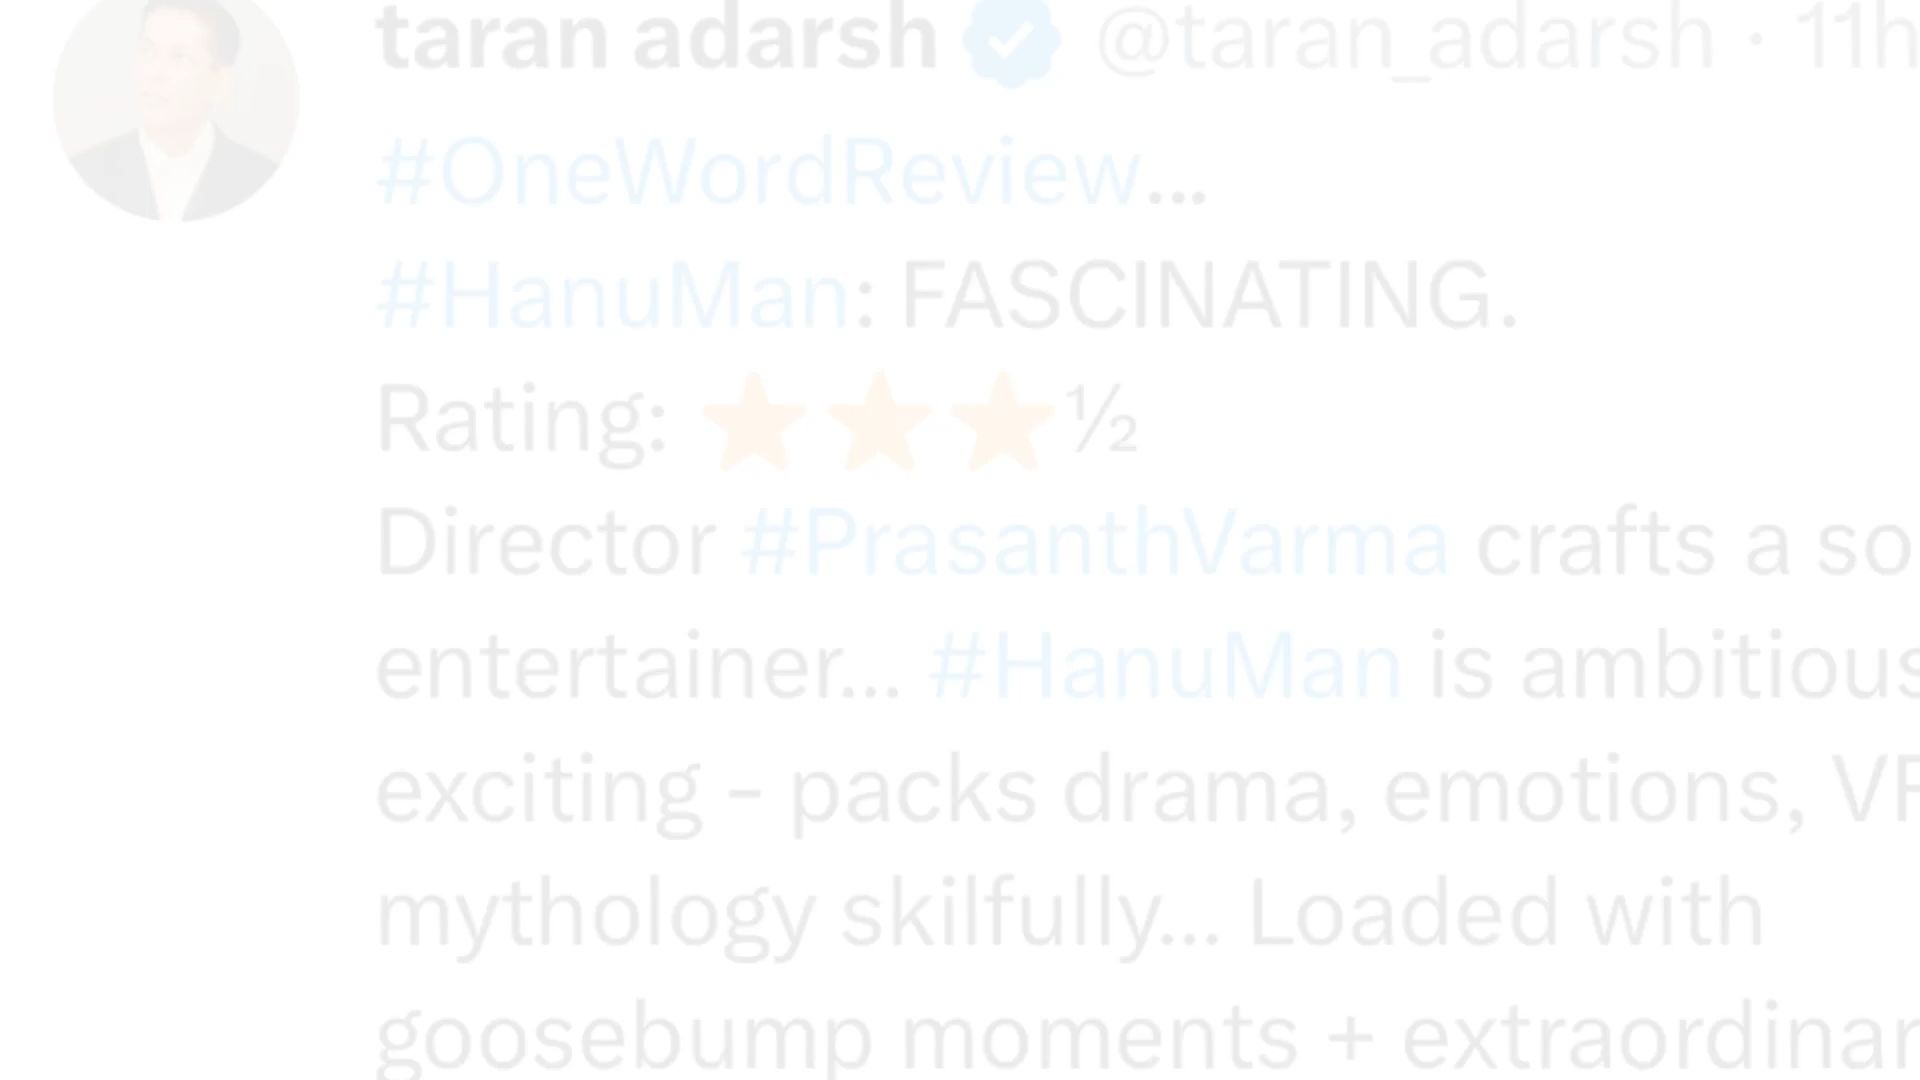 taran adarsh @taran_adarsh · 11h
#OneWordReview...
#HanuMan: FASCINATING.
Rating: ⭐⭐⭐½
Director #PrasanthVarma crafts a so
entertainer... #HanuMan is ambitious
exciting - packs drama, emotions, VF
mythology skilfully... Loaded with
goosebump moments + extraordinar